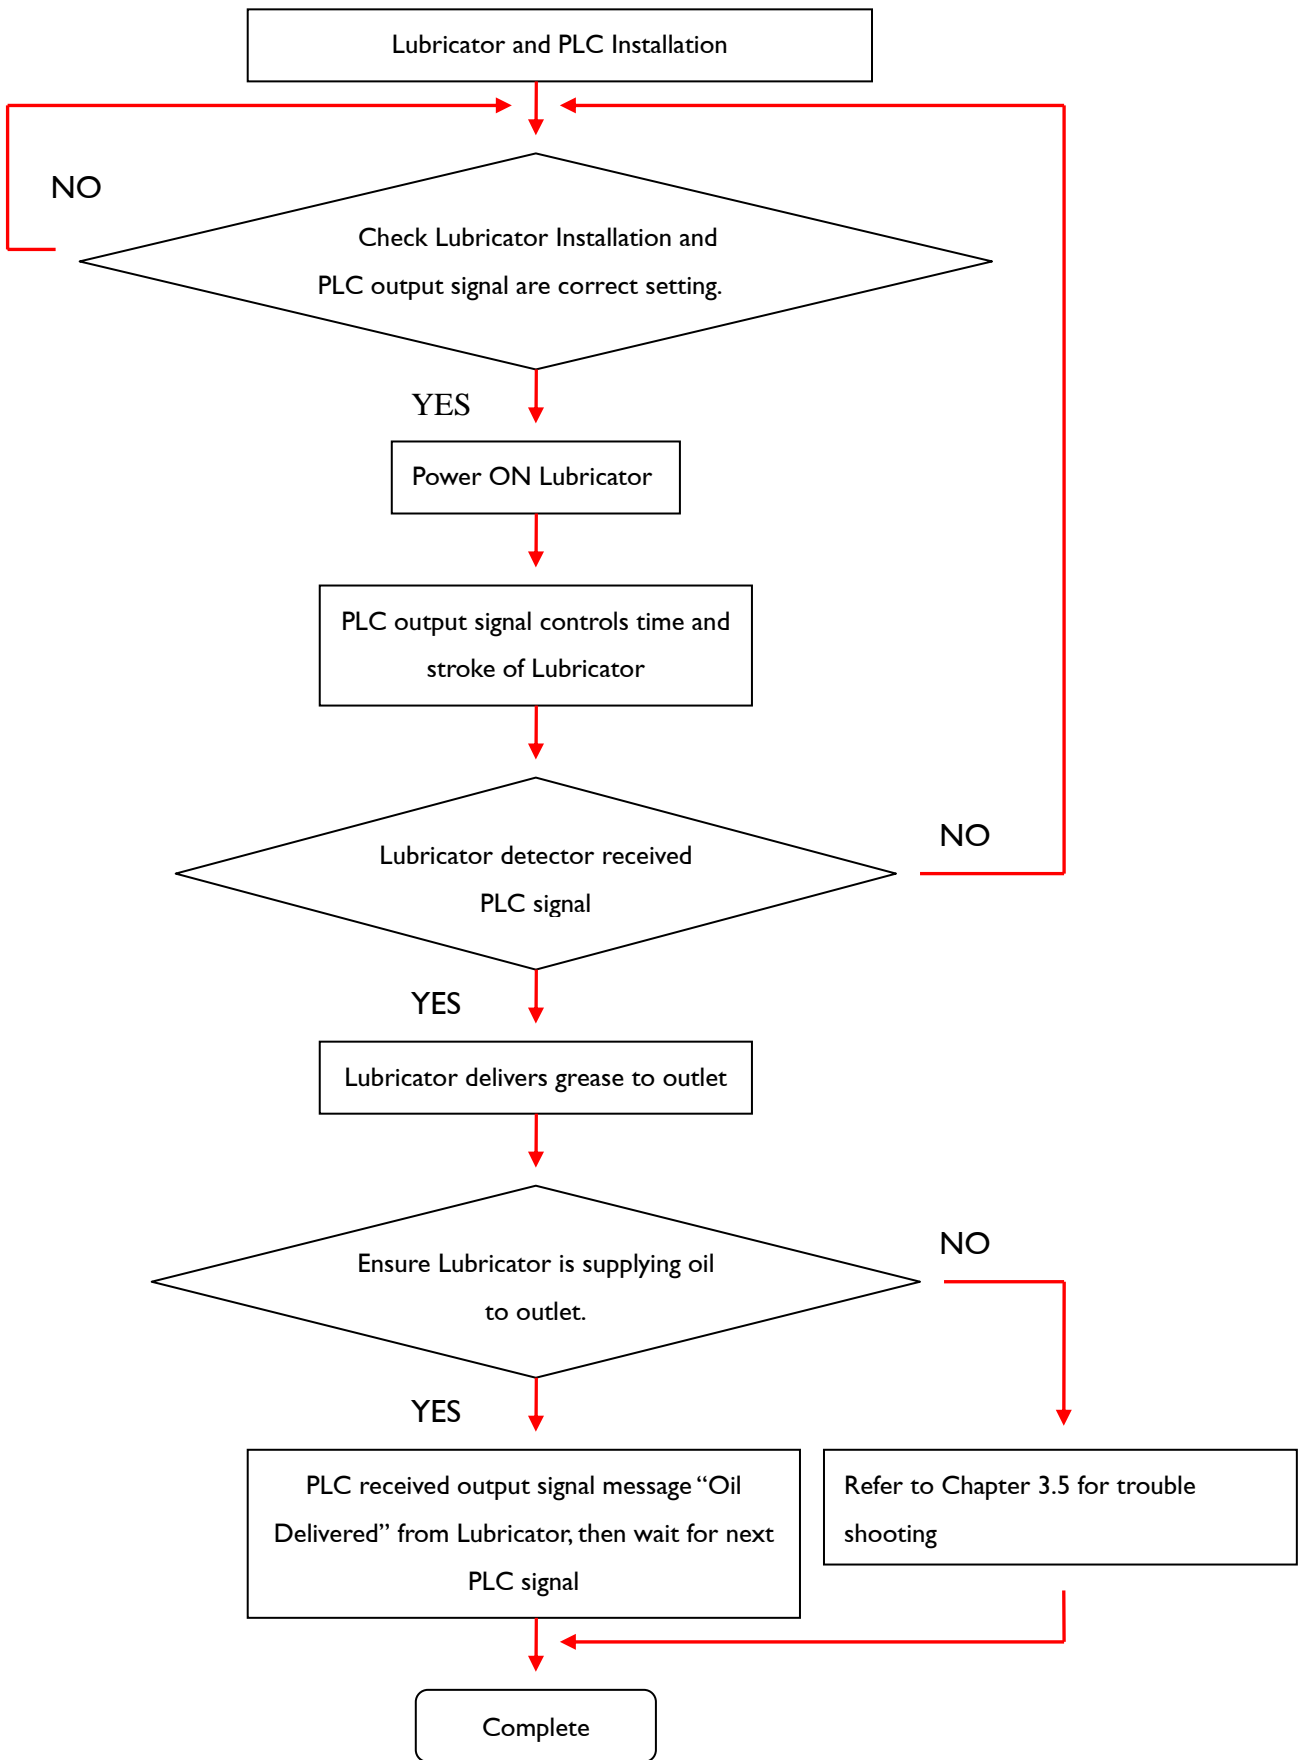 Lubricator and PLC Installation
NO
Check Lubricator Installation and
PLC output signal are correct setting.
YES
Power ON Lubricator
PLC output signal controls time and
stroke of Lubricator
NO
Lubricator detector received
PLC signal
YES
Lubricator delivers grease to outlet
NO
Ensure Lubricator is supplying oil
to outlet.
YES
PLC received output signal message “Oil
Delivered” from Lubricator, then wait for next
PLC signal
Refer to Chapter 3.5 for trouble
shooting
Complete